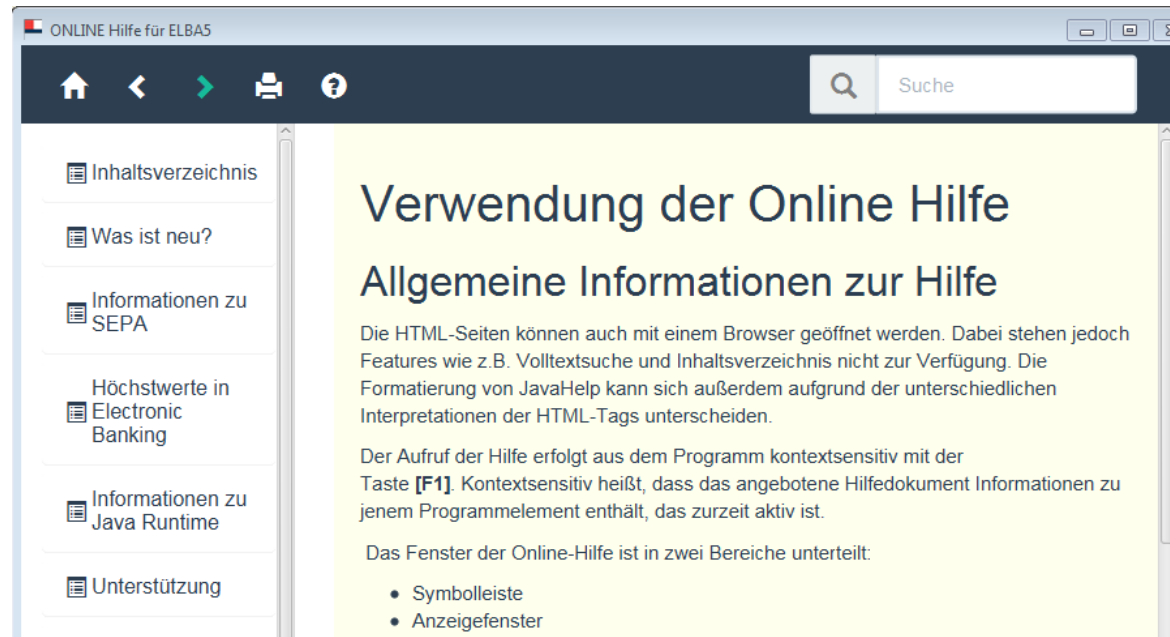 ONLINE Hilfe für ELBA5
Suche
Inhaltsverzeichnis
Was ist neu?
Informationen zu
SEPA
Höchstwerte in
Electronic
Banking
Informationen zu
Java Runtime
Unterstützung
Verwendung der Online Hilfe
Allgemeine Informationen zur Hilfe
Die HTML-Seiten können auch mit einem Browser geöffnet werden. Dabei stehen jedoch
Features wie z.B. Volltextsuche und Inhaltsverzeichnis nicht zur Verfügung. Die
Formatierung von JavaHelp kann sich außerdem aufgrund der unterschiedlichen
Interpretationen der HTML-Tags unterscheiden.
Der Aufruf der Hilfe erfolgt aus dem Programm kontextsensitiv mit der
Taste [F1]. Kontextsensitiv heißt, dass das angebotene Hilfedokument Informationen zu
jenem Programmelement enthält, das zurzeit aktiv ist.
Das Fenster der Online-Hilfe ist in zwei Bereiche unterteilt:
• Symbolleiste
• Anzeigefenster